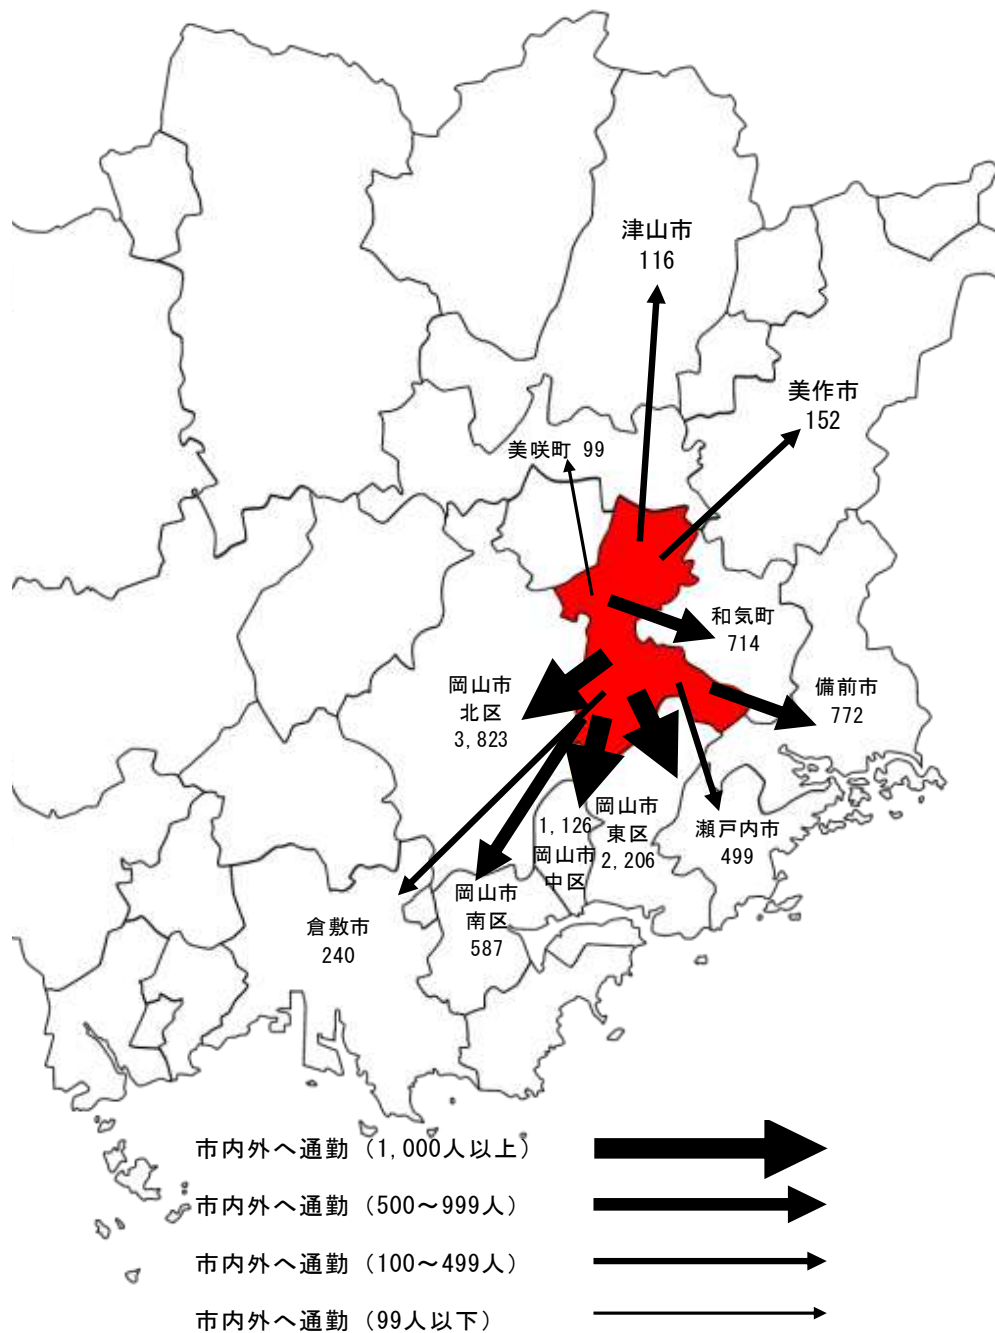 津山市
116
美作市
152
美咲町 99
和気町
714
備前市
772
岡山市
北区
3,823
岡山市
東区
2,206
1,126
岡山市
中区
瀬戸内市
499
岡山市
南区
587
倉敷市
240
市内外へ通勤（1,000人以上）
市内外へ通勤（500～999人）
市内外へ通勤（100～499人）
市内外へ通勤（99人以下）